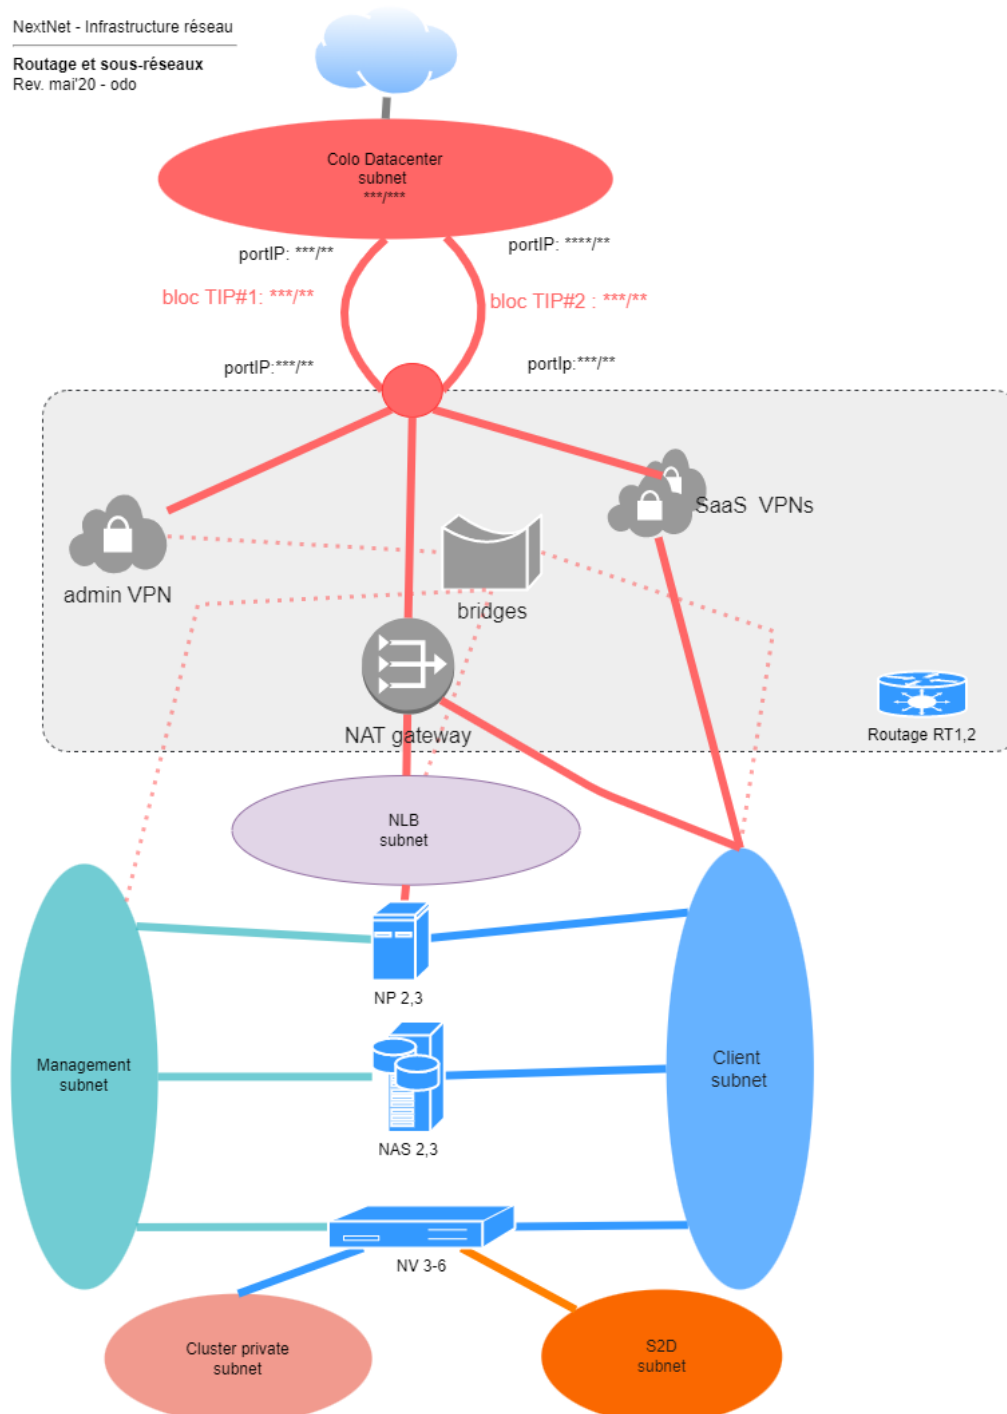 NextNet - Infrastructure réseau
Routage et sous-réseaux
Rev. mai'20 - odo
Colo Datacenter
subnet
***/***
portIP: ***/**
portIP: ****/**
bloc TIP#1: ***/**
bloc TIP#2 : ***/**
portIP:***/**
portIp:***/**
SaaS VPNs
admin VPN
bridges
NAT gateway
Routage RT1,2
NLB
subnet
NP 2,3
Management
subnet
Client
subnet
NAS 2,3
NV 3-6
Cluster private
subnet
S2D
subnet